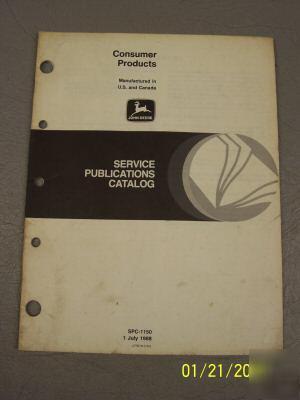 Consumer
Products
Manufactured in
U.S. and Canada
JOHN DEERE
SERVICE
PUBLICATIONS
CATALOG
SPC-1150
1 July 1988
01/21/20